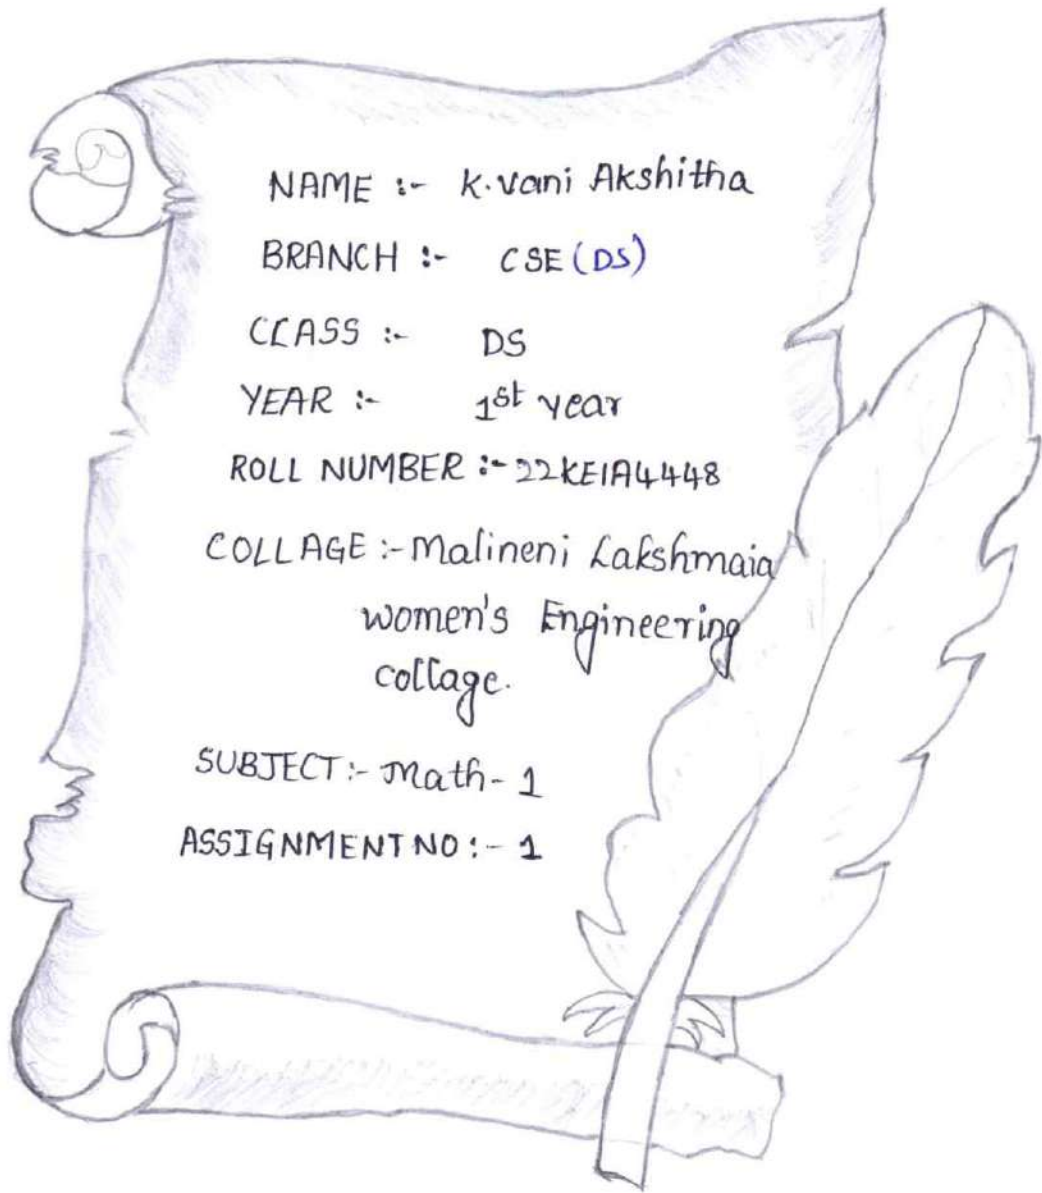 NAME :- K.Vani Akshitha
BRANCH :- CSE (DS)
CLASS :- DS
YEAR :- 1st year
ROLL NUMBER :- 22KE1A4448
COLLAGE :- Malineni Lakshmaia
women's Engineering
collage.
SUBJECT :- Math - 1
ASSIGNMENT NO :- 1